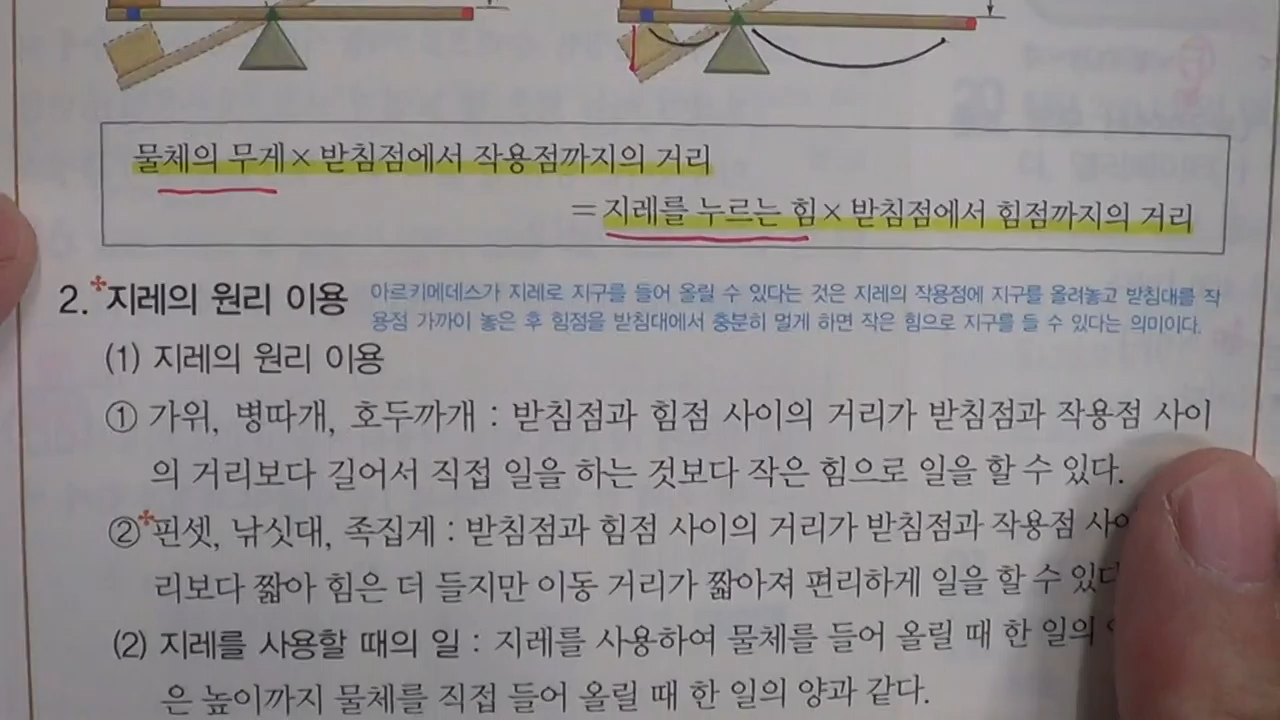 물체의 무게×받침점에서 작용점까지의 거리
=지레를 누르는 힘×받침점에서 힘점까지의 거리
2. *지레의 원리 이용
아르키메데스가 지레로 지구를 들어 올릴 수 있다는 것은 지레의 작용점에 지구를 올려놓고 받침대를 작
용점 가까이 놓은 후 힘점을 받침대에서 충분히 멀게 하면 작은 힘으로 지구를 들 수 있다는 의미이다.
(1) 지레의 원리 이용
① 가위, 병따개, 호두까개 : 받침점과 힘점 사이의 거리가 받침점과 작용점 사이
의 거리보다 길어서 직접 일을 하는 것보다 작은 힘으로 일을 할 수 있다.
②*핀셋, 낚싯대, 족집게 : 받침점과 힘점 사이의 거리가 받침점과 작용점
리보다 짧아 힘은 더 들지만 이동 거리가 짧아져 편리하게 일을 할 수 있다
(2) 지레를 사용할 때의 일 : 지레를 사용하여 물체를 들어 올릴 때 한 일의
은 높이까지 물체를 직접 들어 올릴 때 한 일의 양과 같다.